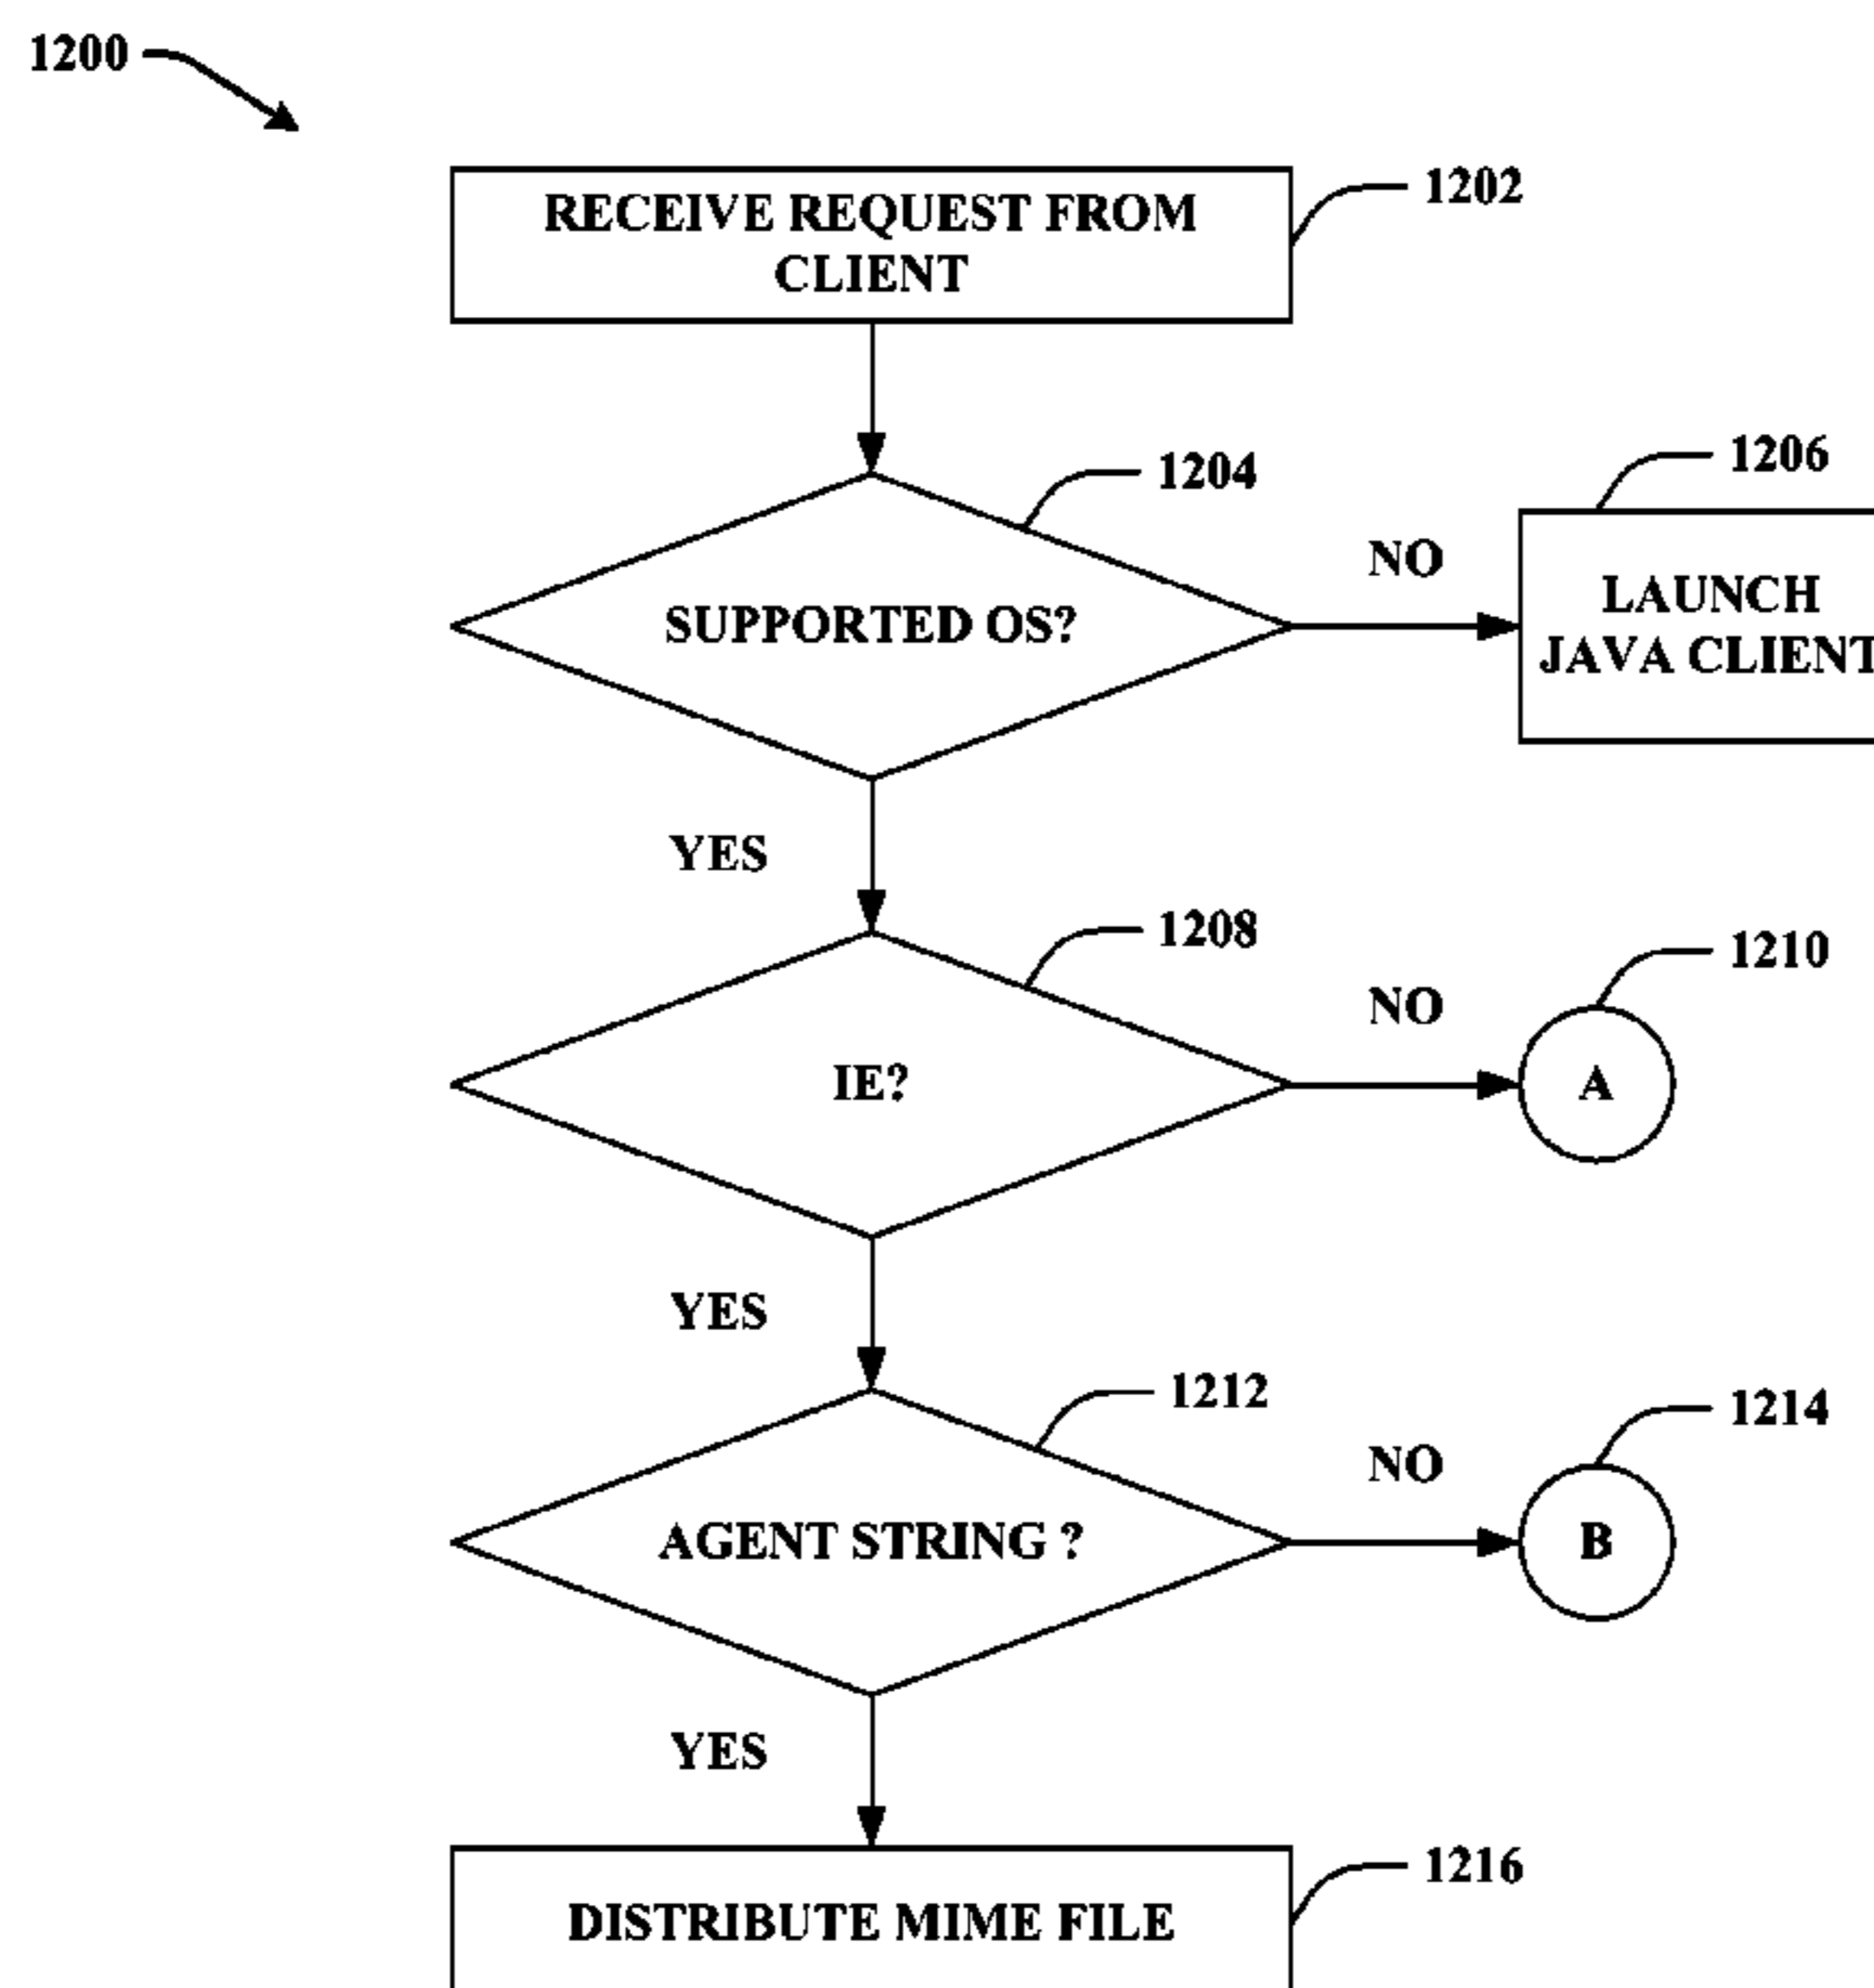 1200
RECEIVE REQUEST FROM
CLIENT
1202
SUPPORTED OS?
1204
NO
LAUNCH
JAVA CLIENT
1206
YES
IE?
1208
NO
A
1210
YES
AGENT STRING ?
1212
NO
B
1214
YES
DISTRIBUTE MIME FILE
1216